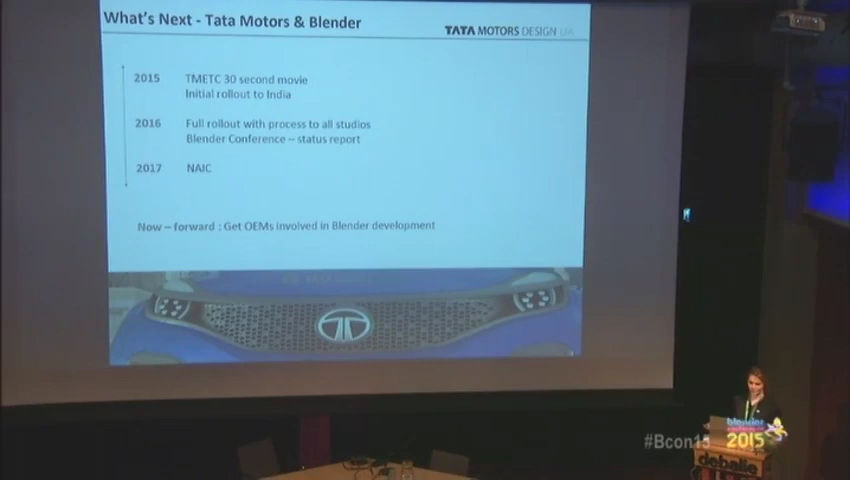 What's Next - Tata Motors & Blender
TATA MOTORS DESIGN UK
2015 TMETC 30 second movie
Initial rollout to India
2016 Full rollout with process to all studios
Blender Conference – status report
2017 NAIC
Now – forward : Get OEMs involved in Blender development
#Bcon15
blender
2015
debalie